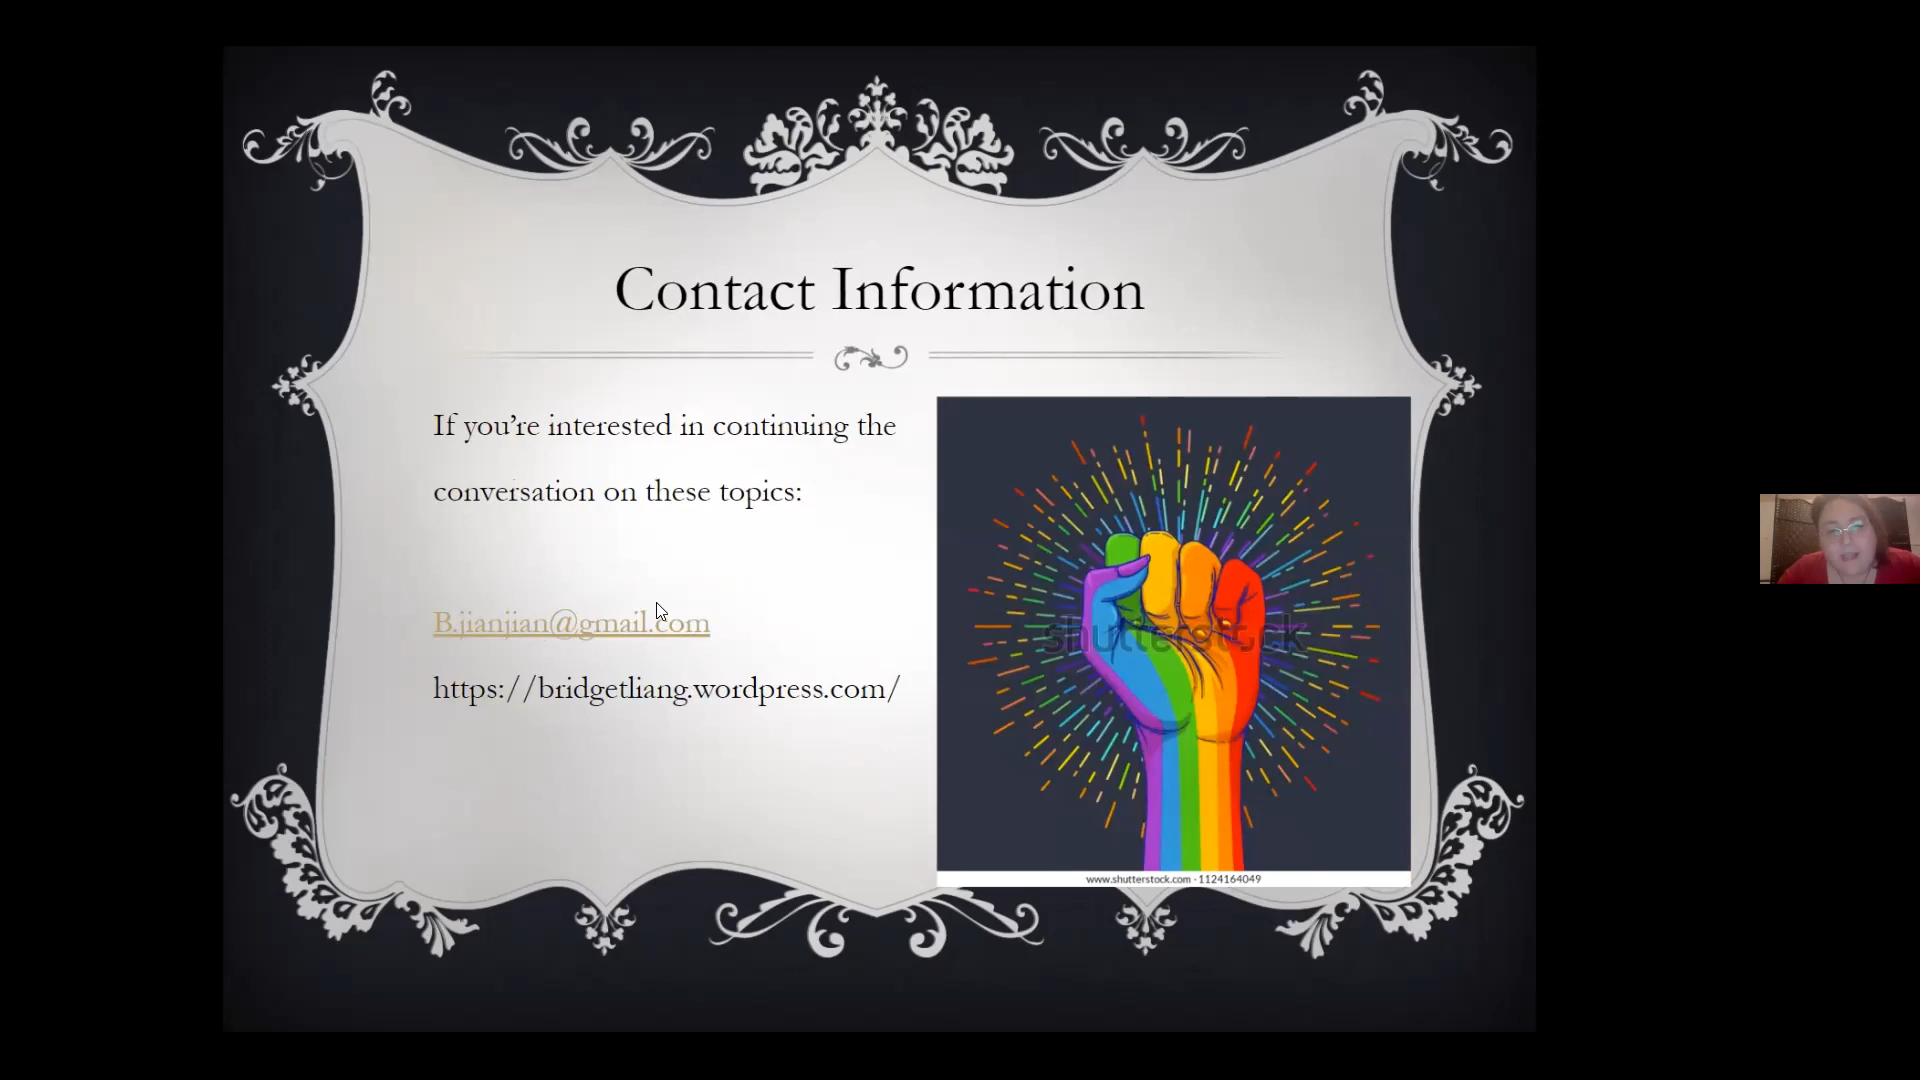 Contact Information
If you’re interested in continuing the
conversation on these topics:
B.jianjian@gmail.com
https://bridgetliang.wordpress.com/
shutterstock
www.shutterstock.com · 1124164049